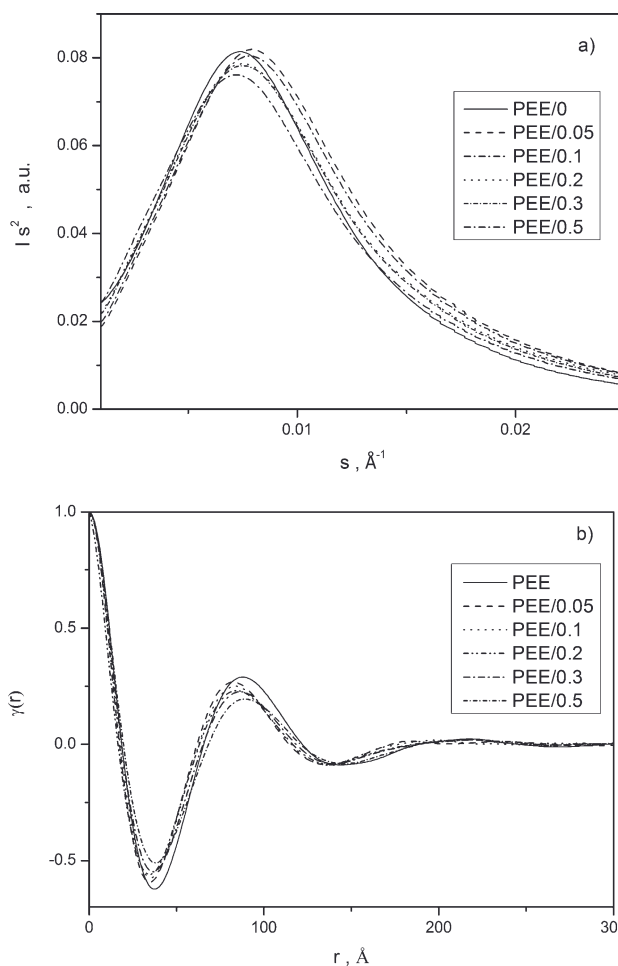 a)
0.08
0.06
0.04
0.02
0.00
I s², a.u.
PEE/0
PEE/0.05
PEE/0.1
PEE/0.2
PEE/0.3
PEE/0.5
0.01
0.02
s , Å⁻¹
b)
1.0
0.5
0.0
-0.5
γ(r)
PEE
PEE/0.05
PEE/0.1
PEE/0.2
PEE/0.3
PEE/0.5
0
100
200
300
r , Å